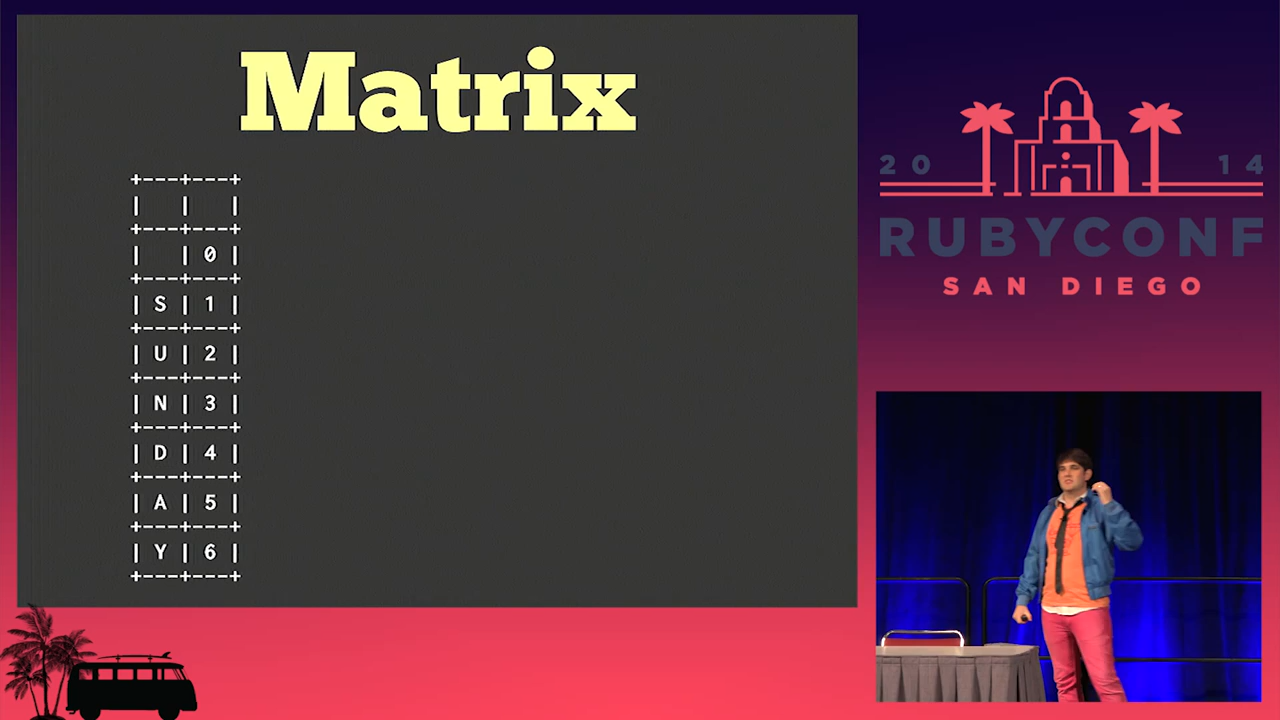 Matrix
+---+---+
|   |   |
+---+---+
|   | 0 |
+---+---+
| S | 1 |
+---+---+
| U | 2 |
+---+---+
| N | 3 |
+---+---+
| D | 4 |
+---+---+
| A | 5 |
+---+---+
| Y | 6 |
+---+---+
20 14
RUBYCONF
SAN DIEGO